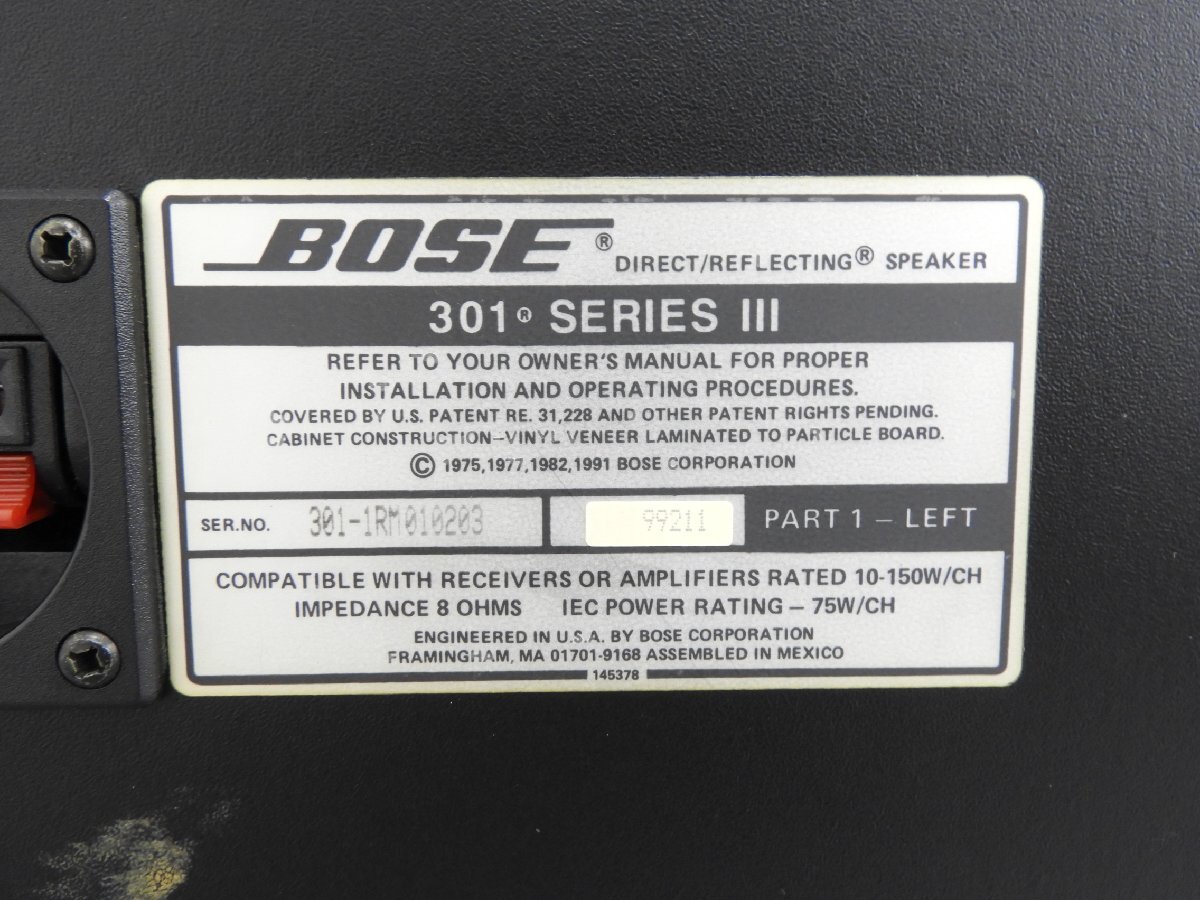 BOSE® DIRECT/REFLECTING® SPEAKER
301® SERIES III
REFER TO YOUR OWNER'S MANUAL FOR PROPER
INSTALLATION AND OPERATING PROCEDURES.
COVERED BY U.S. PATENT RE. 31,228 AND OTHER PATENT RIGHTS PENDING.
CABINET CONSTRUCTION–VINYL VENEER LAMINATED TO PARTICLE BOARD.
© 1975,1977,1982,1991 BOSE CORPORATION
SER.NO. 301-1RM010203 99211 PART 1 – LEFT
COMPATIBLE WITH RECEIVERS OR AMPLIFIERS RATED 10-150W/CH
IMPEDANCE 8 OHMS IEC POWER RATING – 75W/CH
ENGINEERED IN U.S.A. BY BOSE CORPORATION
FRAMINGHAM, MA 01701-9168 ASSEMBLED IN MEXICO
145378